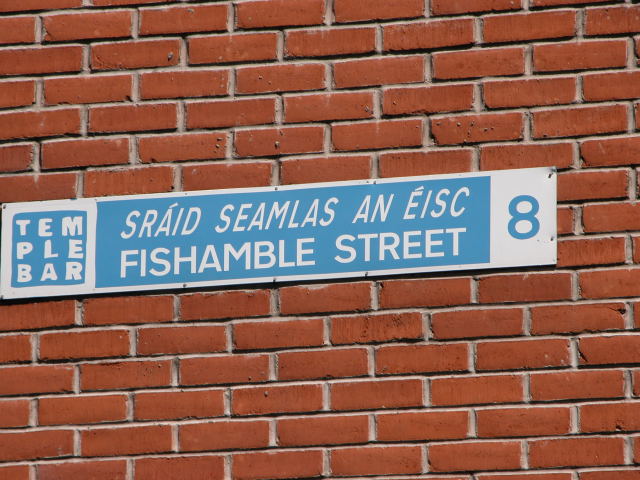 TEM
PLE
BAR
SRÁID SEAMLAS AN ÉISC
FISHAMBLE STREET
8